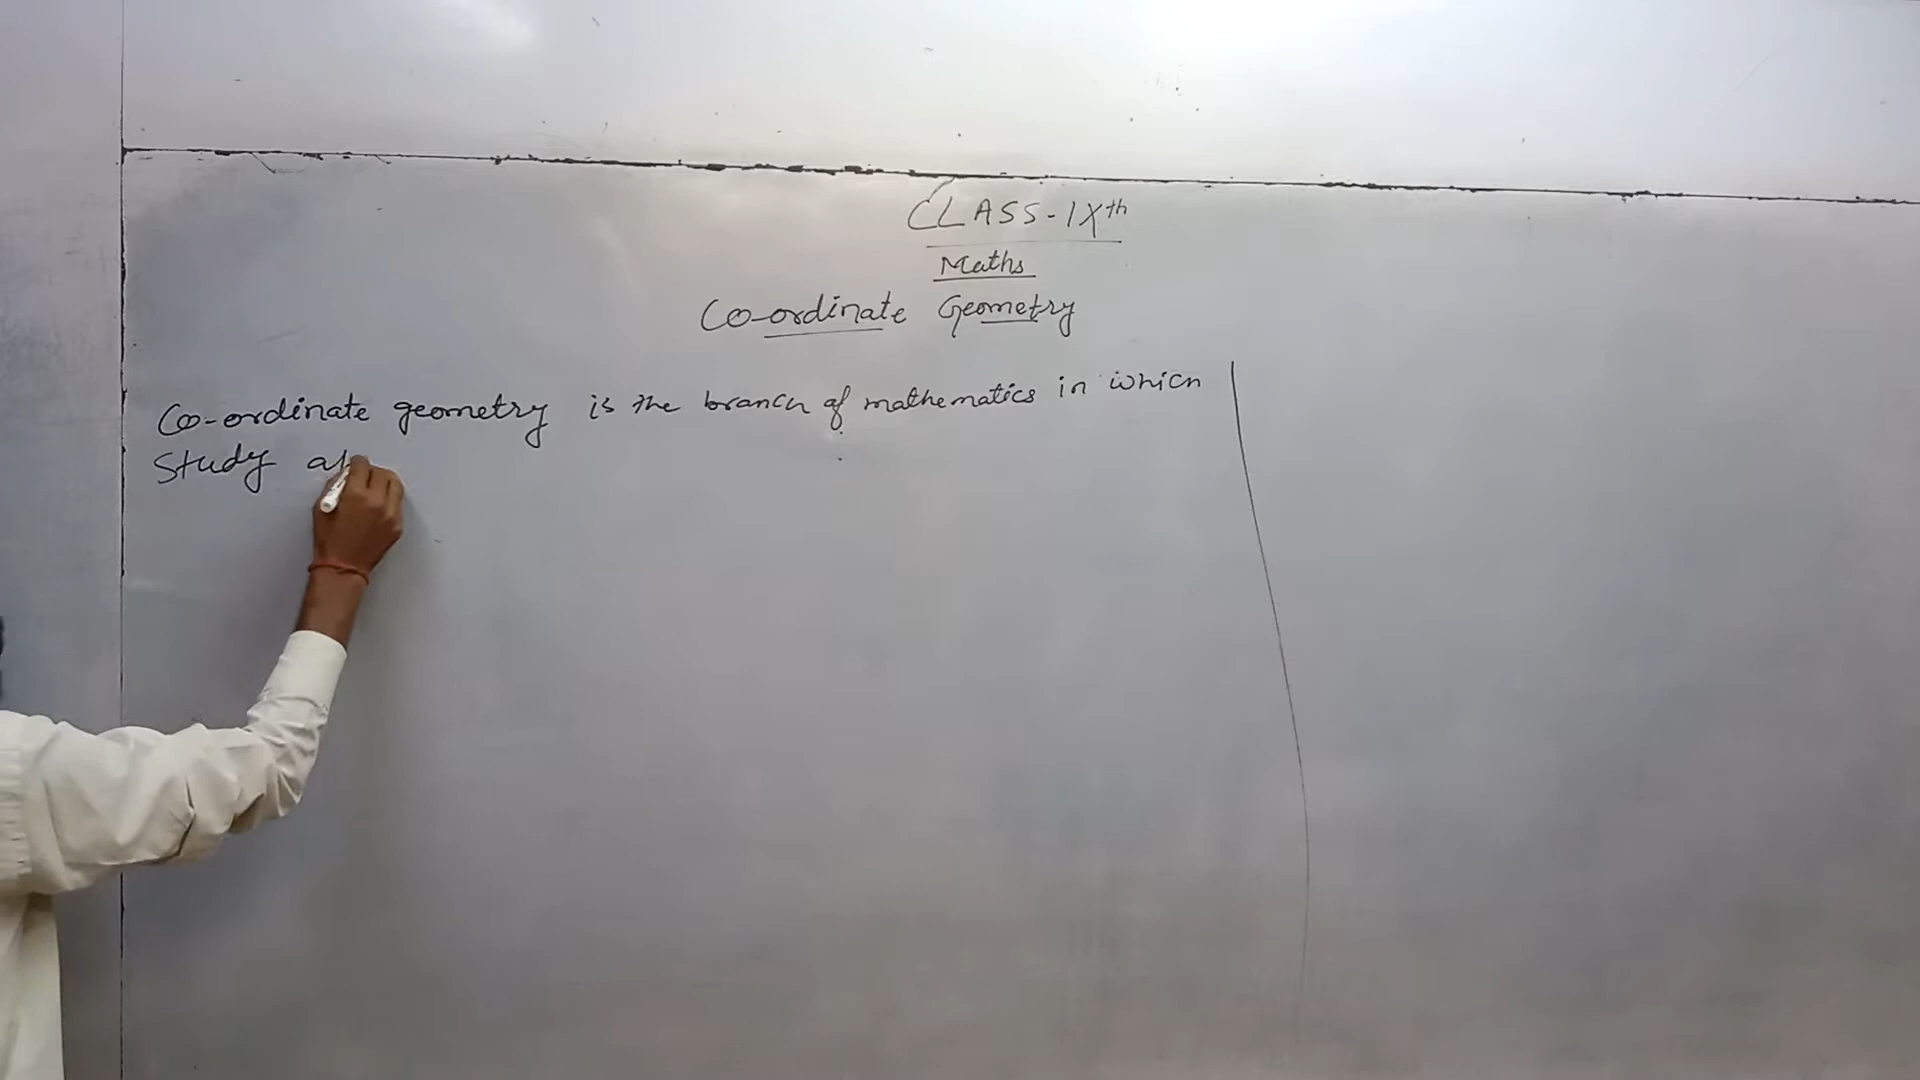 CLASS-IXth
Maths
Co-ordinate Geometry
Co-ordinate geometry is the branch of mathematics in which
Study